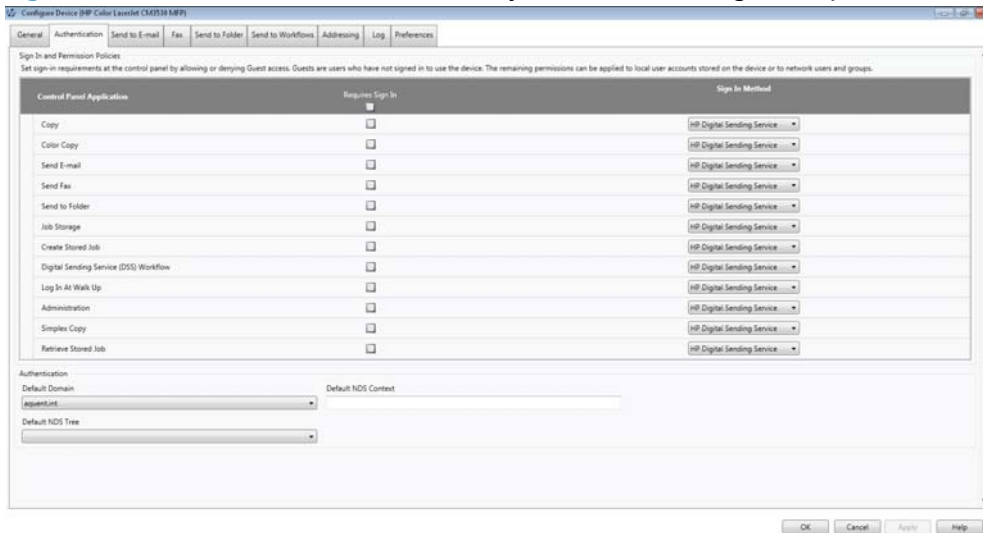 Configure Device (HP Color LaserJet CM3530 MFP)
General Authentication Send to E-mail Fax Send to Folder Send to Workflows Addressing Log Preferences
Sign In and Permission Policies
Set sign-in requirements at the control panel by allowing or denying Guest access. Guests are users who have not signed in to use the device. The remaining permissions can be applied to local user accounts stored on the device or to network users and groups.
Control Panel Application Requires Sign In Sign In Method
Copy HP Digital Sending Service
Color Copy HP Digital Sending Service
Send E-mail HP Digital Sending Service
Send Fax HP Digital Sending Service
Send to Folder HP Digital Sending Service
Job Storage HP Digital Sending Service
Create Stored Job HP Digital Sending Service
Digital Sending Service (DSS) Workflow HP Digital Sending Service
Log In At Walk Up HP Digital Sending Service
Administration HP Digital Sending Service
Simplex Copy HP Digital Sending Service
Retrieve Stored Job HP Digital Sending Service
Authentication
Default Domain Default NDS Context
aquent.int
Default NDS Tree
OK Cancel Apply Help